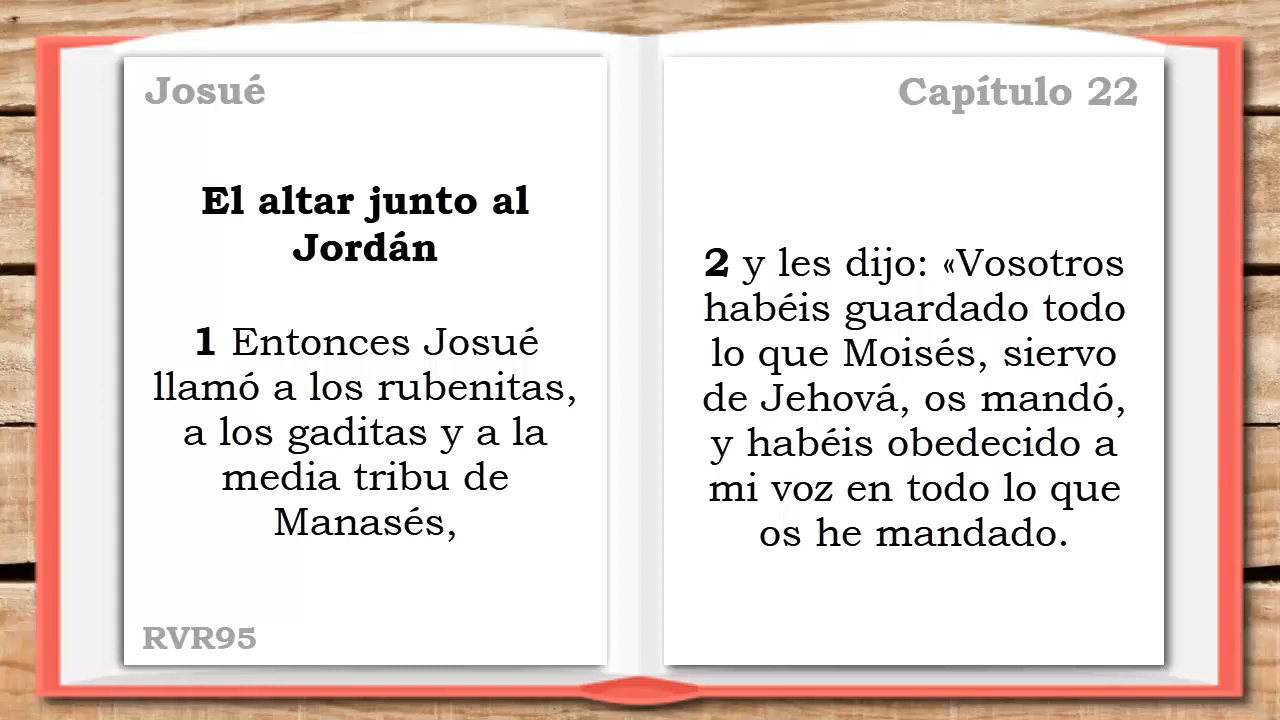 Josué
El altar junto al
Jordán
1 Entonces Josué
llamó a los rubenitas,
a los gaditas y a la
media tribu de
Manasés,
RVR95
Capítulo 22
2 y les dijo: «Vosotros
habéis guardado todo
lo que Moisés, siervo
de Jehová, os mandó,
y habéis obedecido a
mi voz en todo lo que
os he mandado.